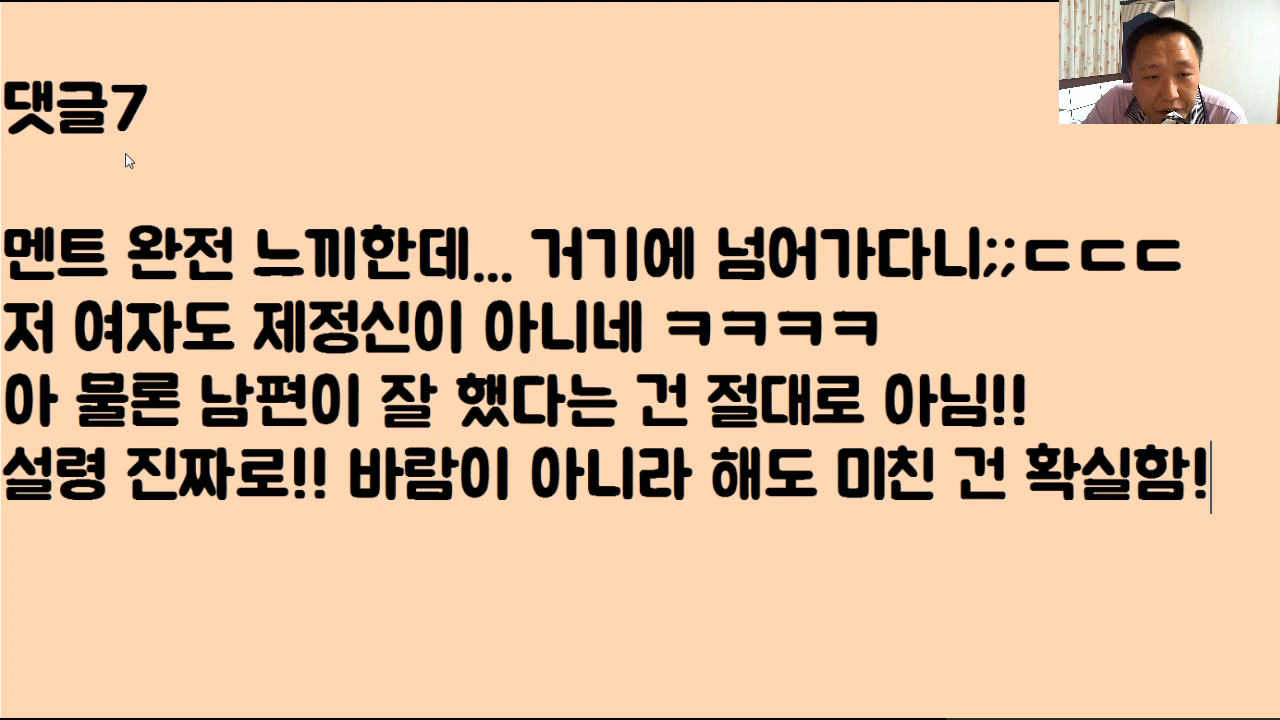 댓글7
멘트 완전 느끼한데... 거기에 넘어가다니;;ㄷㄷㄷ
저 여자도 제정신이 아니네 ㅋㅋㅋㅋ
아 물론 남편이 잘 했다는 건 절대로 아님!!
설령 진짜로!! 바람이 아니라 해도 미친 건 확실함!